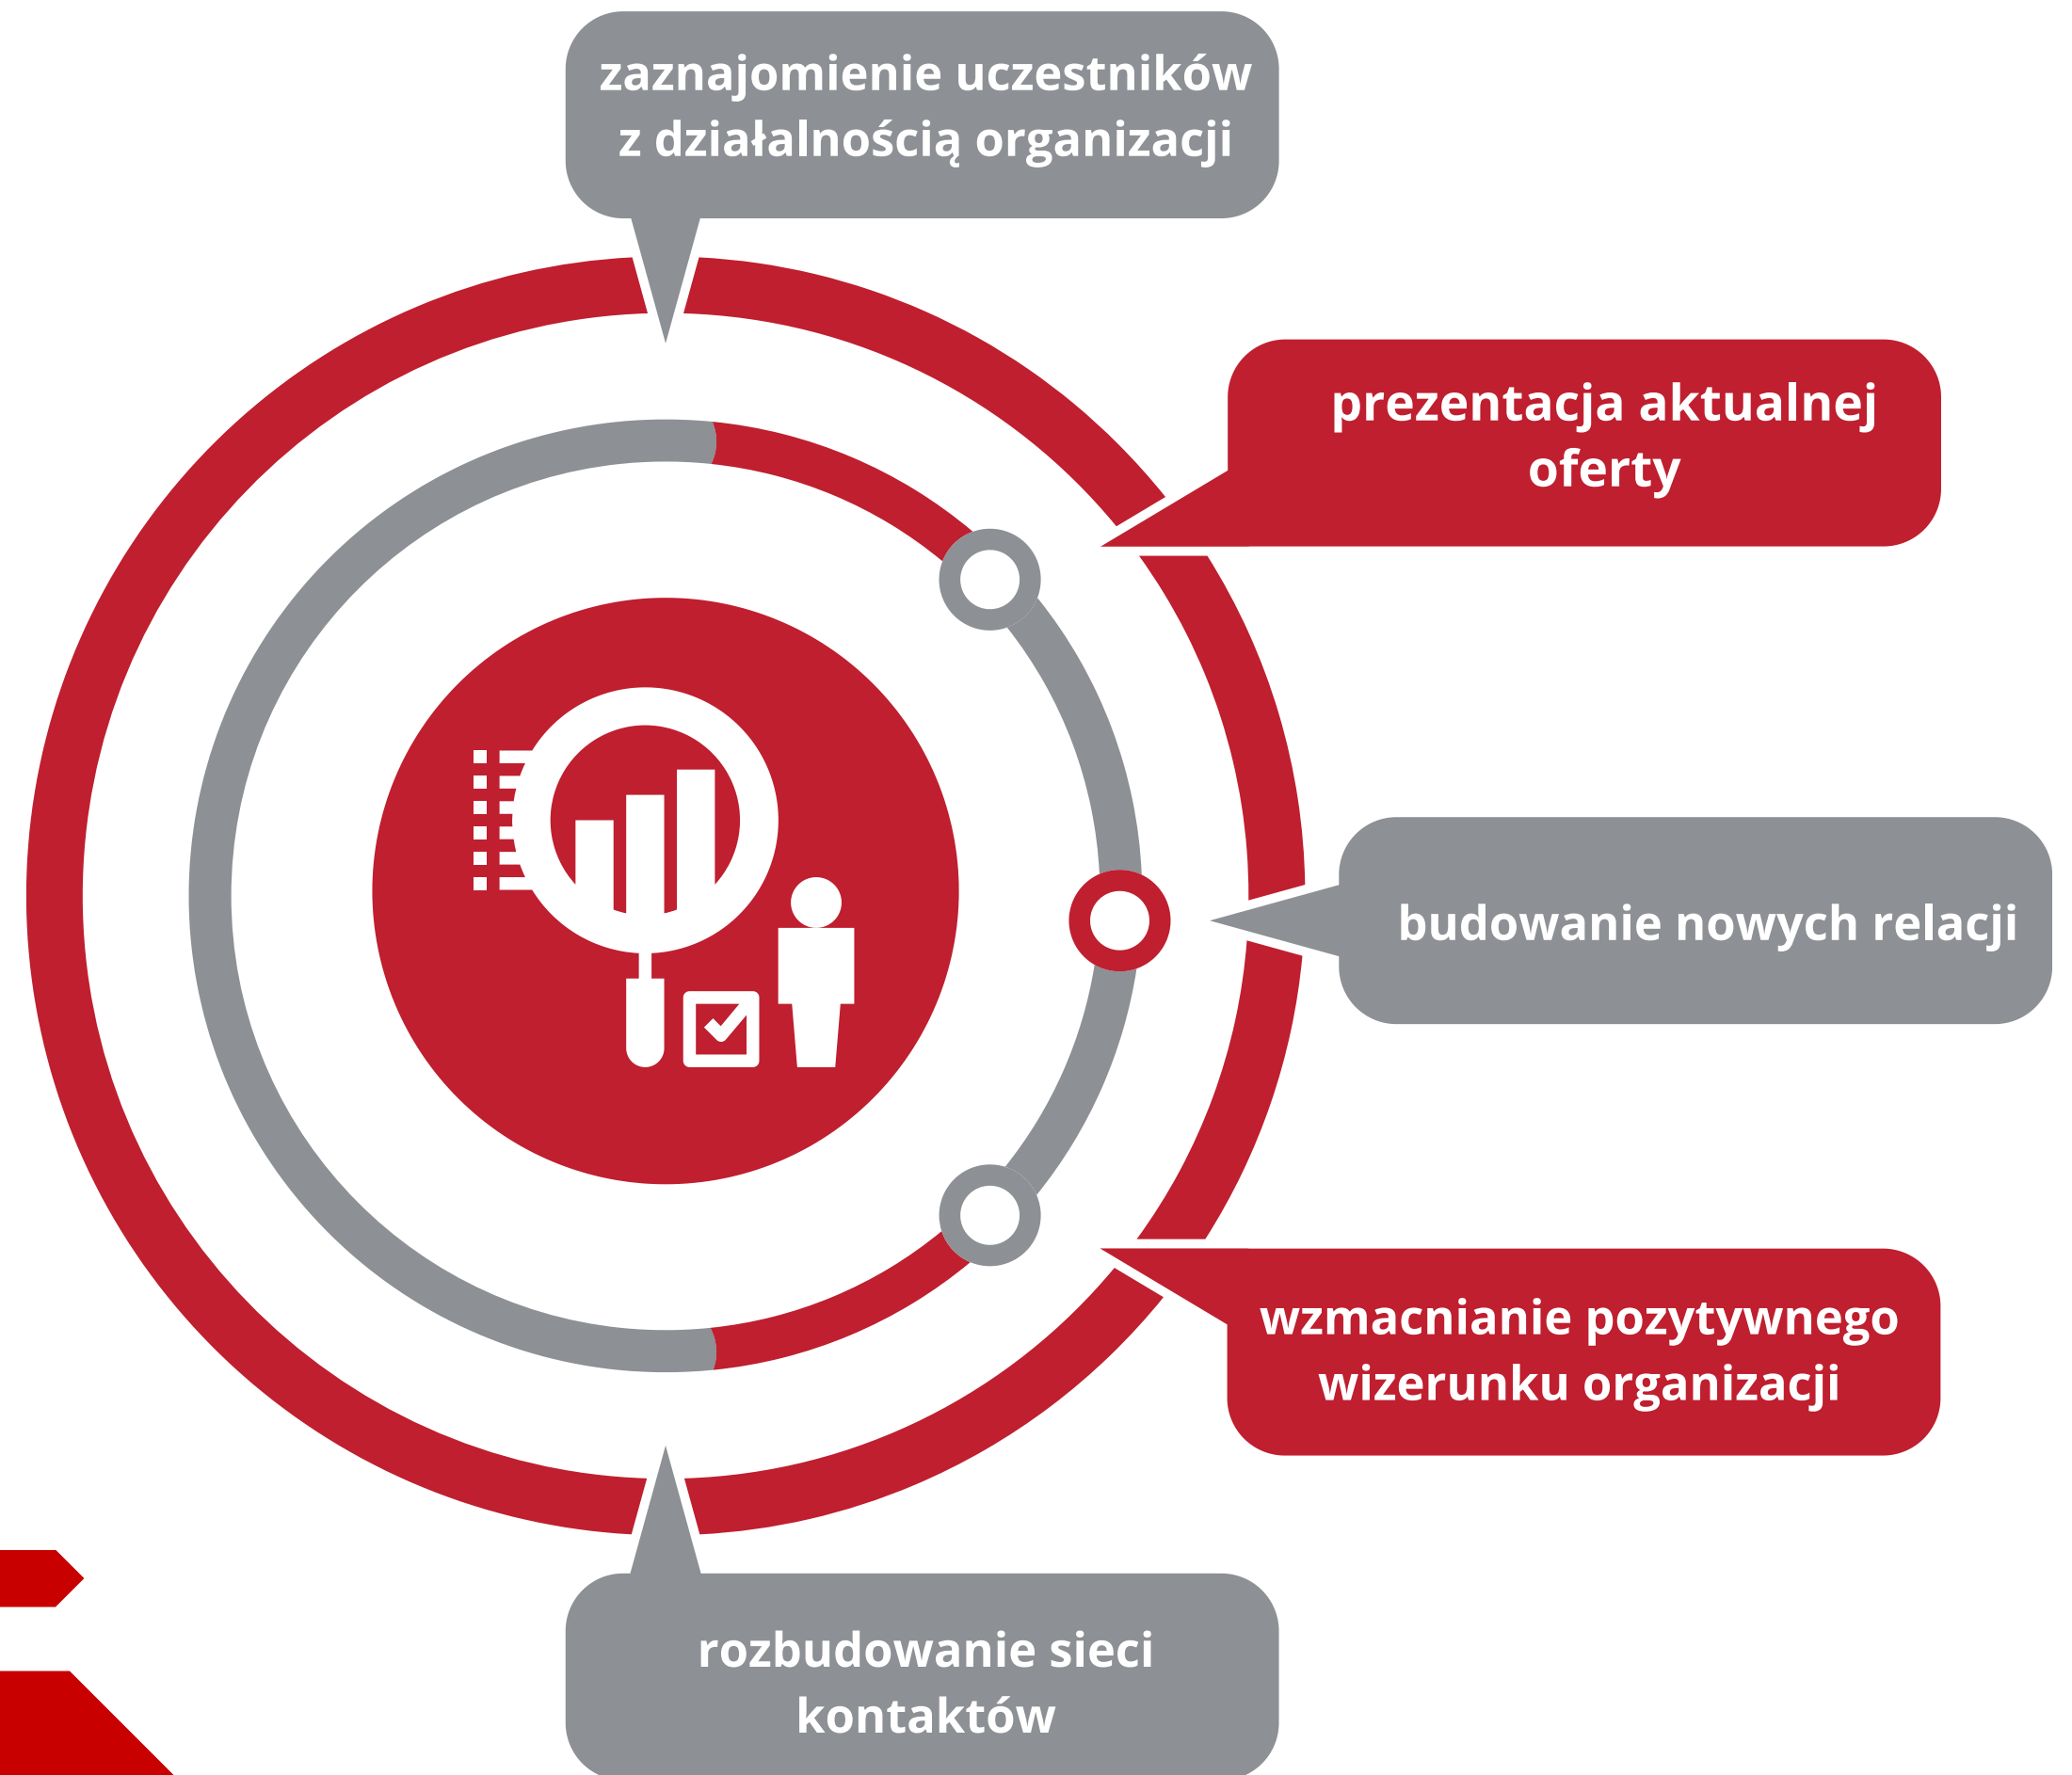 zaznajomienie uczestników
z działalnością organizacji
prezentacja aktualnej
oferty
budowanie nowych relacji
wzmacnianie pozytywnego
wizerunku organizacji
rozbudowanie sieci
kontaktów